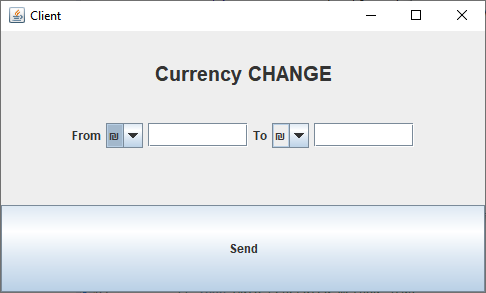 Client
Currency CHANGE
From ₪ To ₪
Send